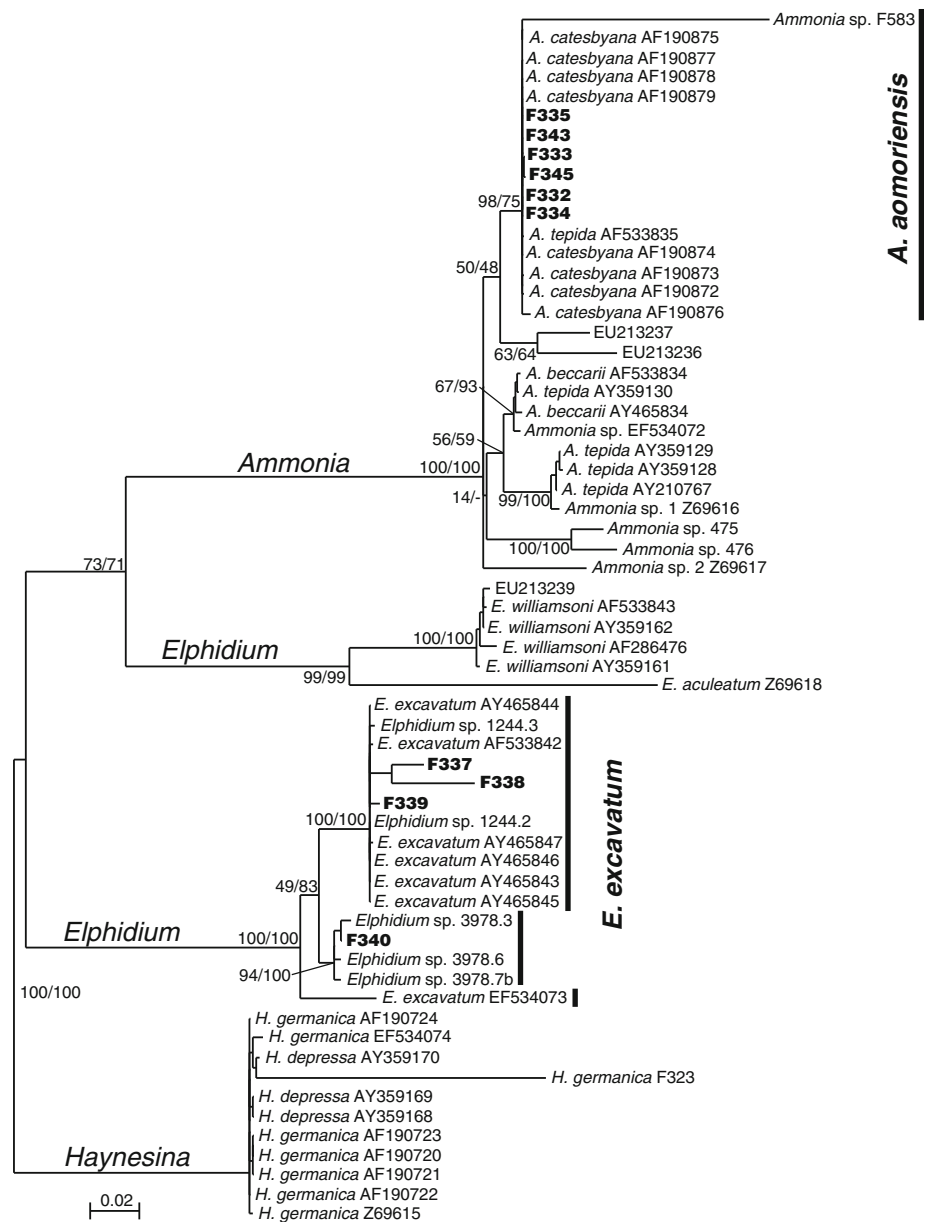 Ammonia sp. F583
A. catesbyana AF190875
A. catesbyana AF190877
A. catesbyana AF190878
A. catesbyana AF190879
F335
F343
F333
F345
F332
F334
98/75
A. tepida AF533835
A. catesbyana AF190874
A. catesbyana AF190873
A. catesbyana AF190872
A. catesbyana AF190876
A. aomoriensis
50/48
EU213237
EU213236
63/64
A. beccarii AF533834
A. tepida AY359130
A. beccarii AY465834
Ammonia sp. EF534072
67/93
56/59
A. tepida AY359129
A. tepida AY359128
A. tepida AY210767
Ammonia sp. 1 Z69616
99/100
Ammonia
100/100
14/-
Ammonia sp. 475
Ammonia sp. 476
100/100
Ammonia sp. 2 Z69617
73/71
EU213239
E. williamsoni AF533843
E. williamsoni AY359162
E. williamsoni AF286476
E. williamsoni AY359161
100/100
Elphidium
99/99
E. aculeatum Z69618
E. excavatum AY465844
Elphidium sp. 1244.3
E. excavatum AF533842
F337
F338
F339
100/100
Elphidium sp. 1244.2
E. excavatum AY465847
E. excavatum AY465846
E. excavatum AY465843
E. excavatum AY465845
E. excavatum
49/83
Elphidium sp. 3978.3
F340
Elphidium sp. 3978.6
Elphidium sp. 3978.7b
Elphidium
100/100
94/100
E. excavatum EF534073
100/100
H. germanica AF190724
H. germanica EF534074
H. depressa AY359170
H. germanica F323
H. depressa AY359169
H. depressa AY359168
H. germanica AF190723
H. germanica AF190720
H. germanica AF190721
H. germanica AF190722
H. germanica Z69615
Haynesina
0.02